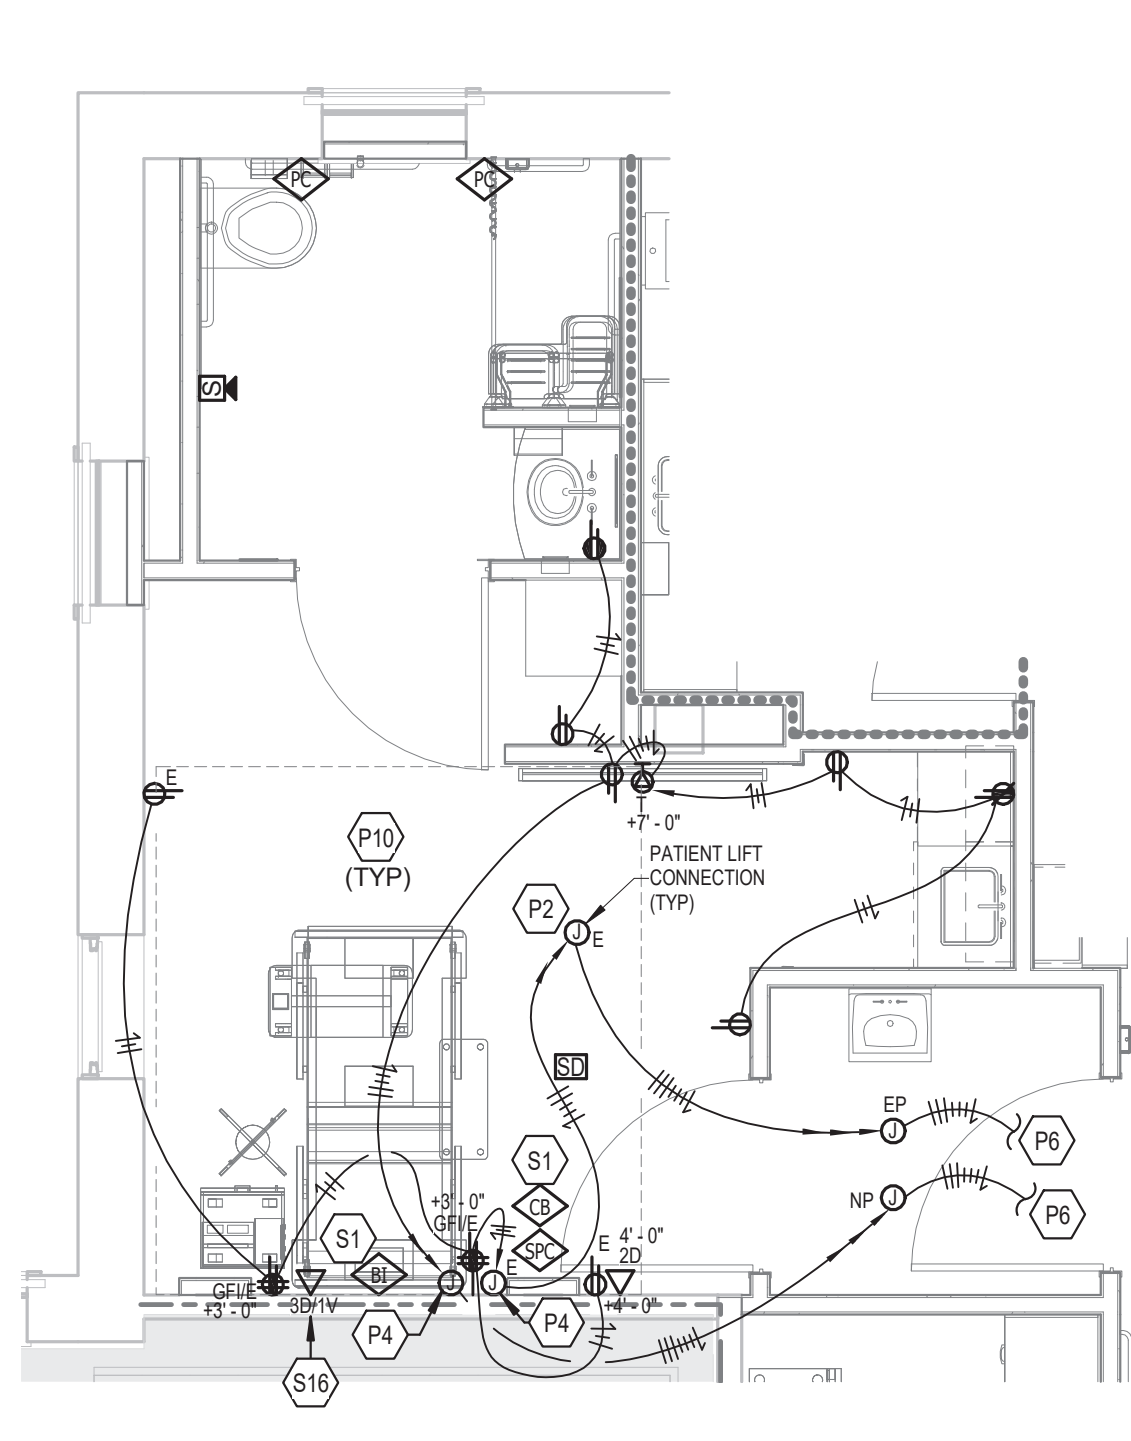 PC
PC
S
E
+7' - 0"
P10
(TYP)
PATIENT LIFT
CONNECTION
(TYP)
P2
J
E
SD
EP
J
P6
S1
NP
J
P6
CB
+3' - 0"
GFI/E
S1
SPC
E
4' - 0"
2D
E
BI
J
J
GFI/E
+3' - 0"
3D/1V
+4' - 0"
P4
P4
S16